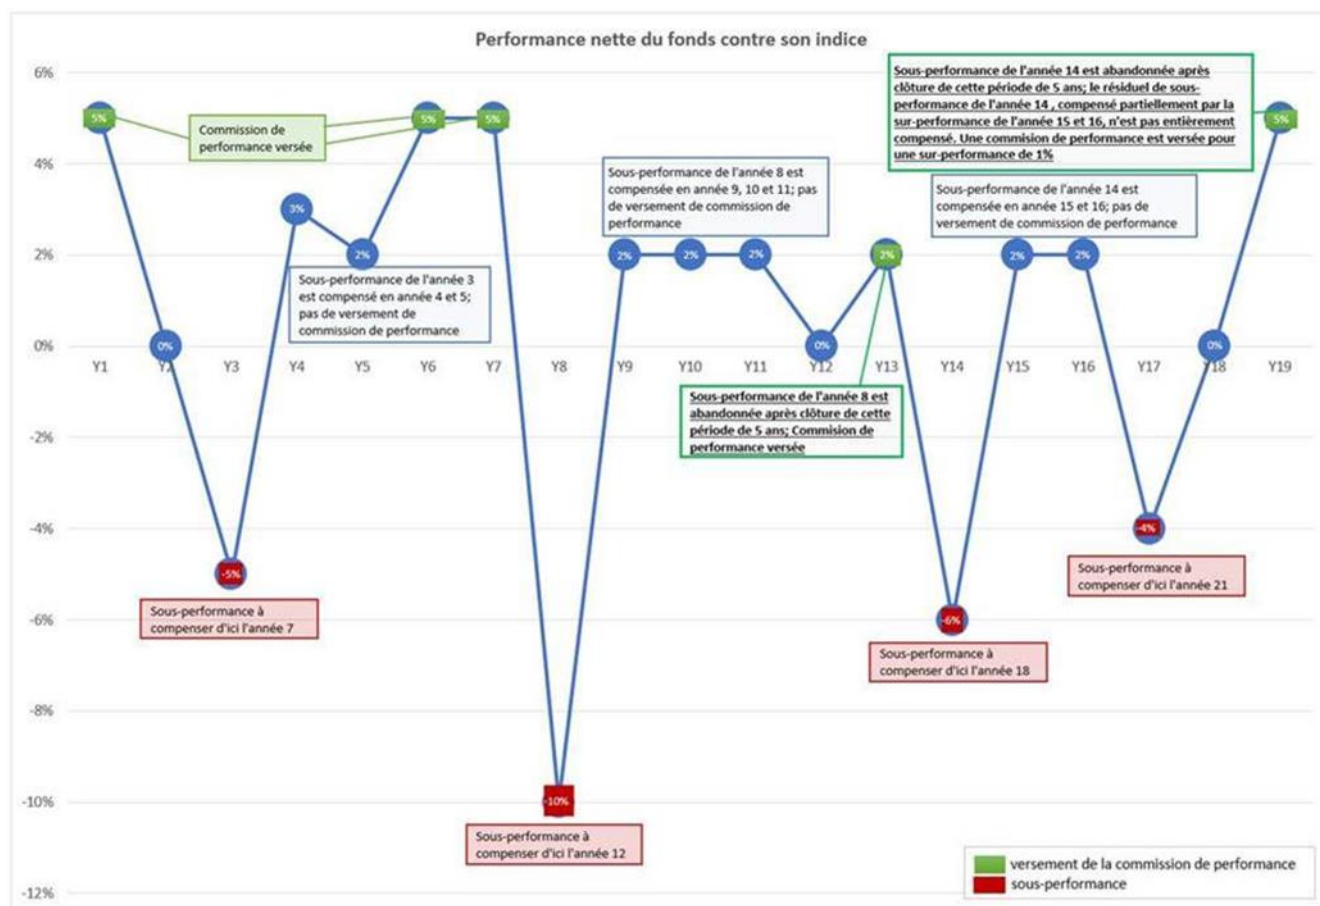 Performance nette du fonds contre son indice
6%
4%
2%
0%
-2%
-4%
-6%
-8%
-10%
-12%
Y1
Y2
Y3
Y4
Y5
Y6
Y7
Y8
Y9
Y10
Y11
Y12
Y13
Y14
Y15
Y16
Y17
Y18
Y19
5%
0%
-5%
3%
2%
5%
5%
-10%
2%
2%
2%
0%
2%
-6%
2%
2%
-4%
0%
5%
Commission de
performance versée
Sous-performance de l'année 3
est compensé en année 4 et 5;
pas de versement de
commission de performance
Sous-performance à
compenser d'ici l'année 7
Sous-performance de l'année 8 est
compensée en année 9, 10 et 11; pas
de versement de commission de
performance
Sous-performance à
compenser d'ici l'année 12
Sous-performance de l'année 8 est
abandonnée après clôture de cette
période de 5 ans; Commision de
performance versée
Sous-performance de l'année 14 est abandonnée après
clôture de cette période de 5 ans; le résiduel de sous-
performance de l'année 14 , compensé partiellement par la
sur-performance de l'année 15 et 16, n'est pas entièrement
compensé. Une commision de performance est versée pour
une sur-performance de 1%
Sous-performance de l'année 14 est
compensée en année 15 et 16; pas de
versement de commission de performance
Sous-performance à
compenser d'ici l'année 18
Sous-performance à
compenser d'ici l'année 21
versement de la commission de performance
sous-performance